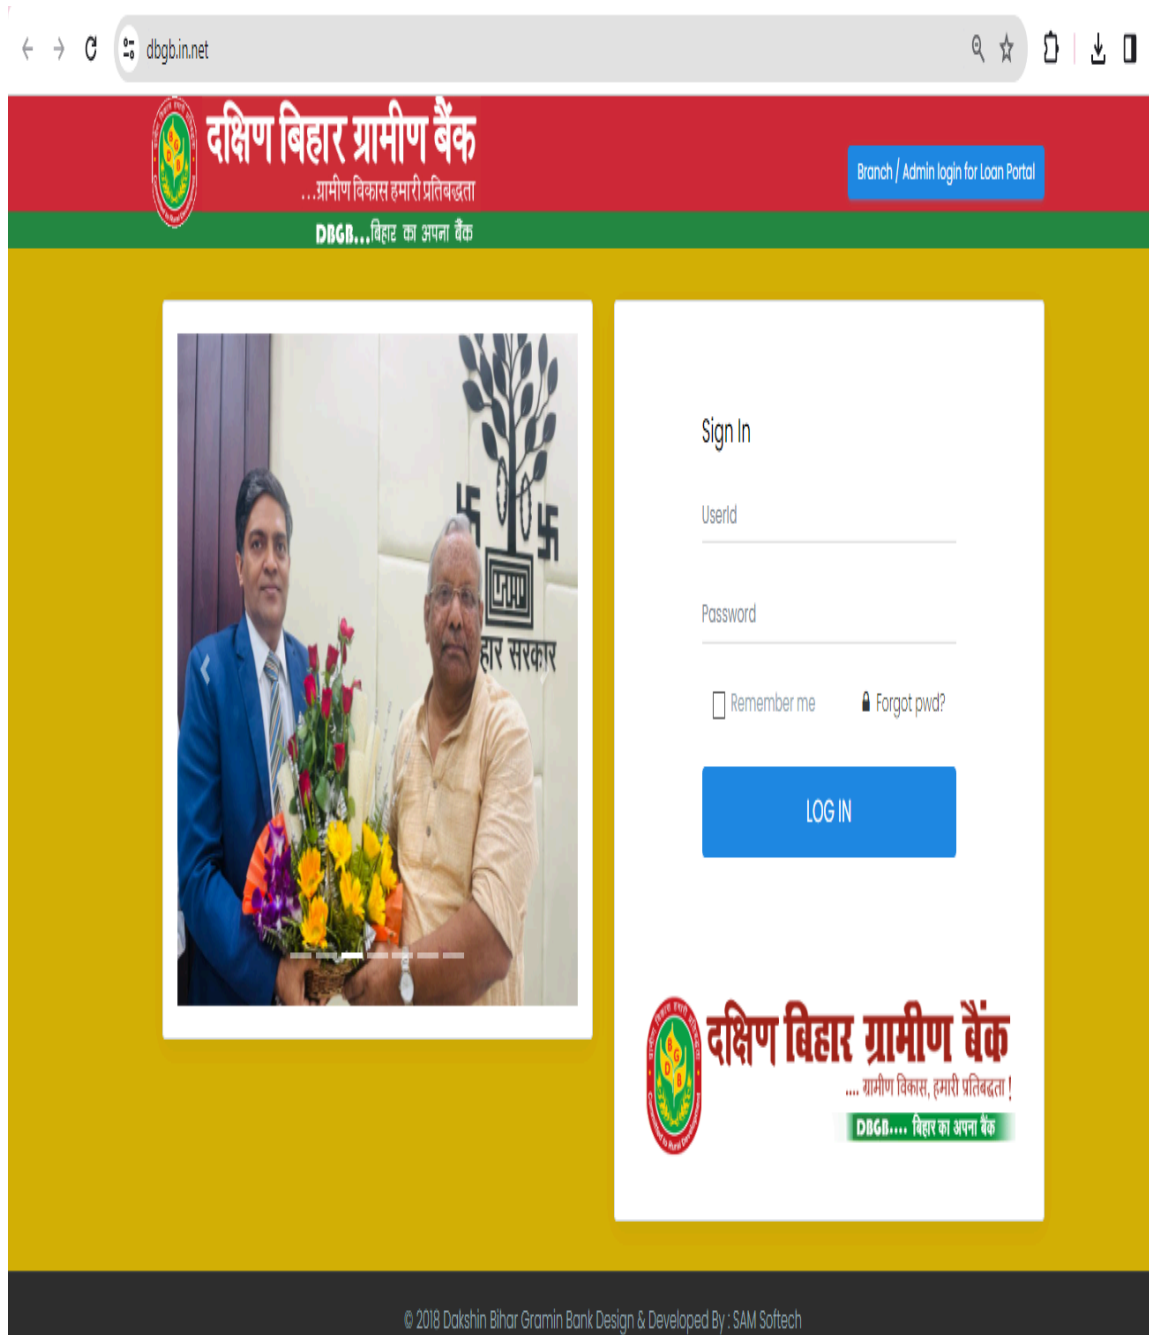 dbgb.in.net
दक्षिण बिहार ग्रामीण बैंक
...ग्रामीण विकास हमारी प्रतिबद्धता
DBGB...बिहार का अपना बैंक
Branch / Admin login for Loan Portal
हार सरकार
Sign In
UserId
Password
Remember me
Forgot pwd?
LOG IN
दक्षिण बिहार ग्रामीण बैंक
.... ग्रामीण विकास, हमारी प्रतिबद्धता !
DBGB.... बिहार का अपना बैंक
© 2018 Dakshin Bihar Gramin Bank Design & Developed By : SAM Softech